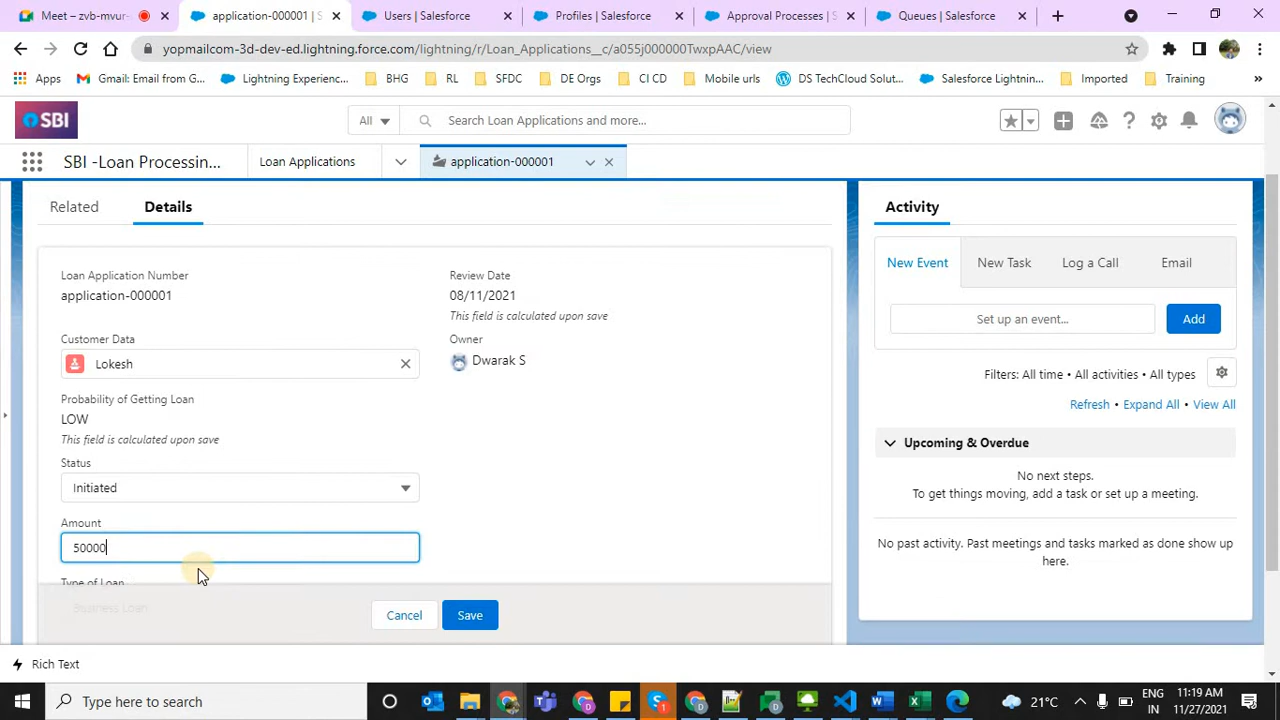 Meet – zvb-mvur-
application-000001 | S
Users | Salesforce
Profiles | Salesforce
Approval Processes | S
Queues | Salesforce
yopmailcom-3d-dev-ed.lightning.force.com/lightning/r/Loan_Applications__c/a055j000000TwxpAAC/view
Apps
Gmail: Email from G...
Lightning Experienc...
BHG
RL
SFDC
DE Orgs
CI CD
Mobile urls
DS TechCloud Solut...
Salesforce Lightnin...
Imported
Training
SBI
All
Search Loan Applications and more...
SBI -Loan Processin...
Loan Applications
application-000001
Related
Details
Loan Application Number
application-000001
Customer Data
Lokesh
Probability of Getting Loan
LOW
This field is calculated upon save
Status
Initiated
Amount
50000
Type of Loan
Business Loan
Review Date
08/11/2021
This field is calculated upon save
Owner
Dwarak S
Cancel
Save
Activity
New Event
New Task
Log a Call
Email
Set up an event...
Add
Filters: All time • All activities • All types
Refresh • Expand All • View All
Upcoming & Overdue
No next steps.
To get things moving, add a task or set up a meeting.
No past activity. Past meetings and tasks marked as done show up
here.
Rich Text
Type here to search
21°C
ENG
IN
11:19 AM
11/27/2021